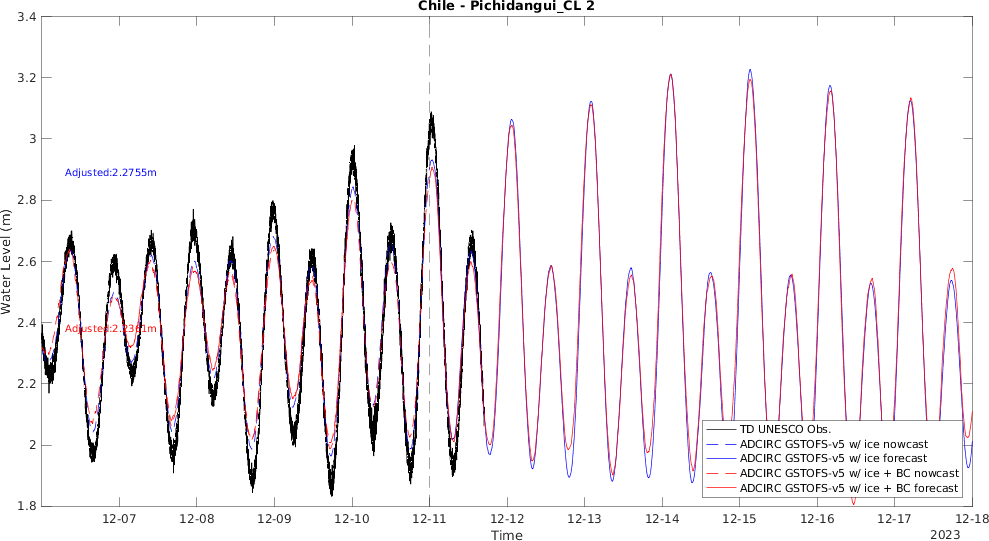 Chile - Pichidangui_CL 2
3.4
3.2
3
2.8
2.6
2.4
2.2
2
1.8
Water Level (m)
Adjusted:2.2755m
Adjusted:2.2361m
TD UNESCO Obs.
ADCIRC GSTOFS-v5 w/ ice nowcast
ADCIRC GSTOFS-v5 w/ ice forecast
ADCIRC GSTOFS-v5 w/ ice + BC nowcast
ADCIRC GSTOFS-v5 w/ ice + BC forecast
12-07 12-08 12-09 12-10 12-11 12-12 12-13 12-14 12-15 12-16 12-17 12-18
Time
2023